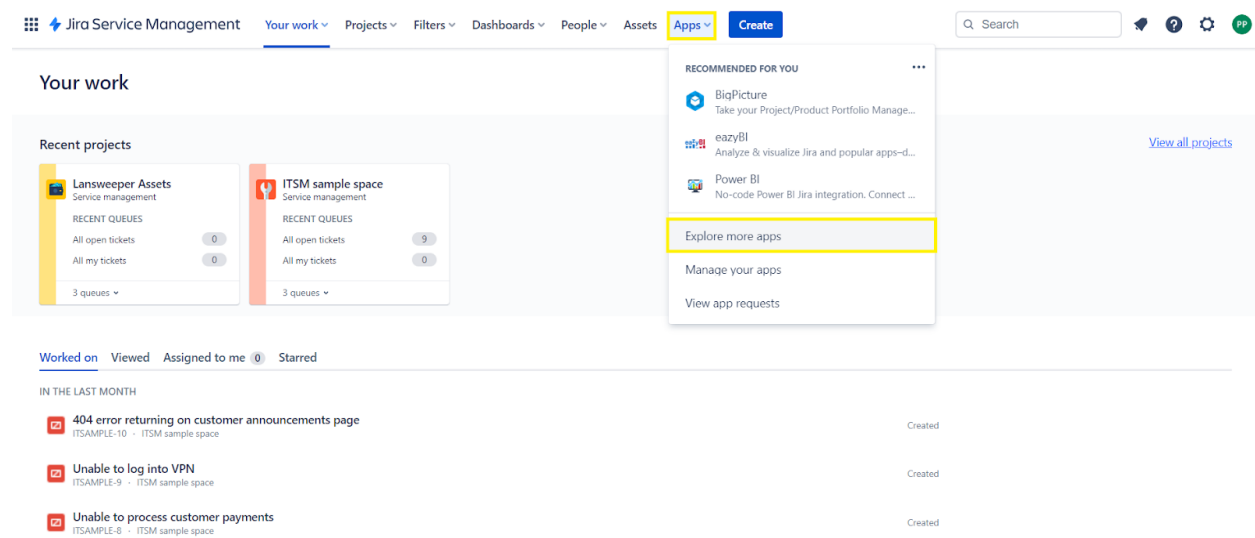 Jira Service Management Your work Projects Filters Dashboards People Assets Apps Create Search PP
Your work
RECOMMENDED FOR YOU
BigPicture
Take your Project/Product Portfolio Manage...
eazyBI
Analyze & visualize Jira and popular apps–d...
Power BI
No-code Power BI Jira integration. Connect ...
Explore more apps
Manage your apps
View app requests
Recent projects
View all projects
Lansweeper Assets
Service management
RECENT QUEUES
All open tickets 0
All my tickets 0
3 queues
ITSM sample space
Service management
RECENT QUEUES
All open tickets 9
All my tickets 0
3 queues
Worked on Viewed Assigned to me 0 Starred
IN THE LAST MONTH
404 error returning on customer announcements page
ITSAMPLE-10 · ITSM sample space
Created
Unable to log into VPN
ITSAMPLE-9 · ITSM sample space
Created
Unable to process customer payments
ITSAMPLE-8 · ITSM sample space
Created